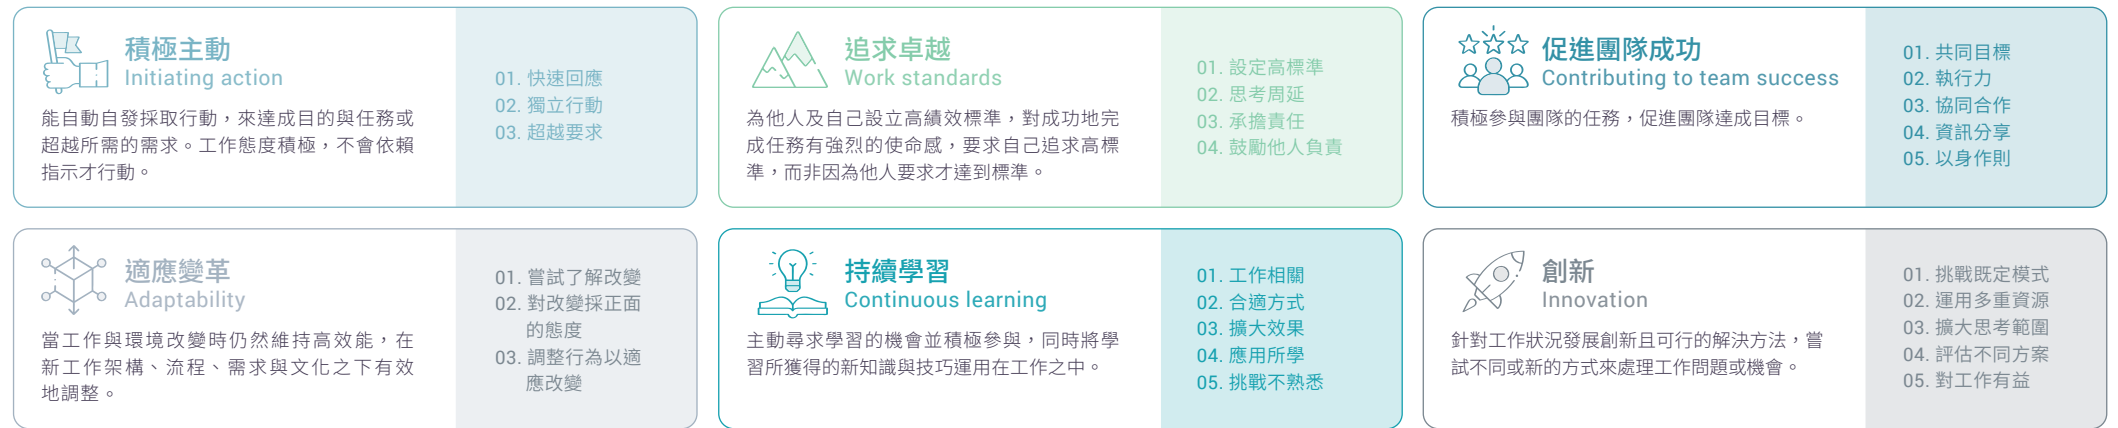 積極主動
Initiating action
能自動自發採取行動，來達成目的與任務或
超越所需的需求。工作態度積極，不會依賴
指示才行動。
01. 快速回應
02. 獨立行動
03. 超越要求
追求卓越
Work standards
為他人及自己設立高績效標準，對成功地完
成任務有強烈的使命感，要求自己追求高標
準，而非因為他人要求才達到標準。
01. 設定高標準
02. 思考周延
03. 承擔責任
04. 鼓勵他人負責
促進團隊成功
Contributing to team success
積極參與團隊的任務，促進團隊達成目標。
01. 共同目標
02. 執行力
03. 協同合作
04. 資訊分享
05. 以身作則
適應變革
Adaptability
當工作與環境改變時仍然維持高效能，在
新工作架構、流程、需求與文化之下有效
地調整。
01. 嘗試了解改變
02. 對改變採正面
的態度
03. 調整行為以適
應改變
持續學習
Continuous learning
主動尋求學習的機會並積極參與，同時將學
習所獲得的新知識與技巧運用在工作之中。
01. 工作相關
02. 合適方式
03. 擴大效果
04. 應用所學
05. 挑戰不熟悉
創新
Innovation
針對工作狀況發展創新且可行的解決方法，嘗
試不同或新的方式來處理工作問題或機會。
01. 挑戰既定模式
02. 運用多重資源
03. 擴大思考範圍
04. 評估不同方案
05. 對工作有益